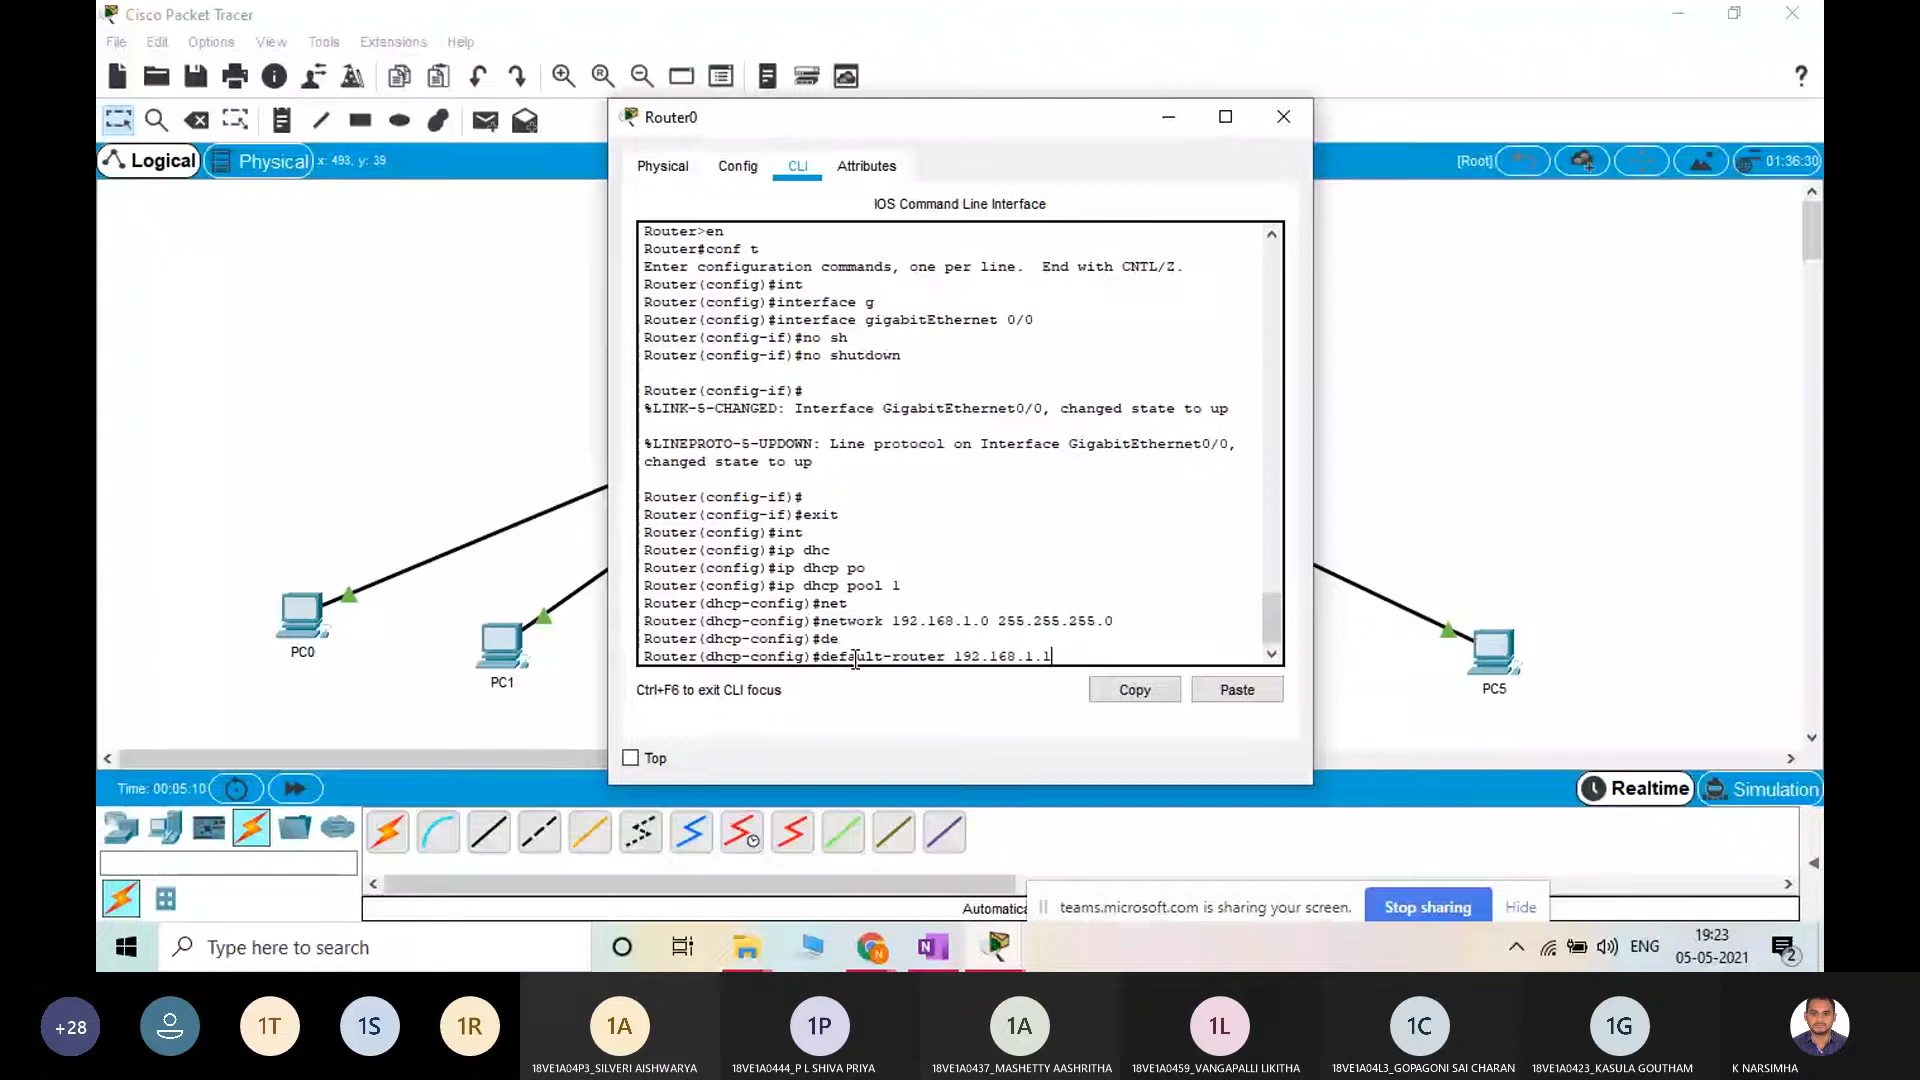 Cisco Packet Tracer
File Edit Options View Tools Extensions Help
?
Logical Physical x: 493, y: 39 [Root] 01:36:30
Router0
Physical Config CLI Attributes
IOS Command Line Interface
Router>en
Router#conf t
Enter configuration commands, one per line.  End with CNTL/Z.
Router(config)#int
Router(config)#interface g
Router(config)#interface gigabitEthernet 0/0
Router(config-if)#no sh
Router(config-if)#no shutdown
Router(config-if)#
%LINK-5-CHANGED: Interface GigabitEthernet0/0, changed state to up
%LINEPROTO-5-UPDOWN: Line protocol on Interface GigabitEthernet0/0,
changed state to up
Router(config-if)#
Router(config-if)#exit
Router(config)#int
Router(config)#ip dhc
Router(config)#ip dhcp po
Router(config)#ip dhcp pool 1
Router(dhcp-config)#net
Router(dhcp-config)#network 192.168.1.0 255.255.255.0
Router(dhcp-config)#de
Router(dhcp-config)#default-router 192.168.1.1
Ctrl+F6 to exit CLI focus
Copy
Paste
Top
PC0
PC1
PC5
Time: 00:05:10
Realtime Simulation
Automatica
teams.microsoft.com is sharing your screen. Stop sharing Hide
Type here to search
ENG
19:23
05-05-2021
2
+28 1T 1S 1R 1A 1P 1A 1L 1C 1G
18VE1A04P3_SILVERI AISHWARYA 18VE1A0444_P L SHIVA PRIYA 18VE1A0437_MASHETTY AASHRITHA 18VE1A0459_VANGAPALLI LIKITHA 18VE1A04L3_GOPAGONI SAI CHARAN 18VE1A0423_KASULA GOUTHAM K NARSIMHA